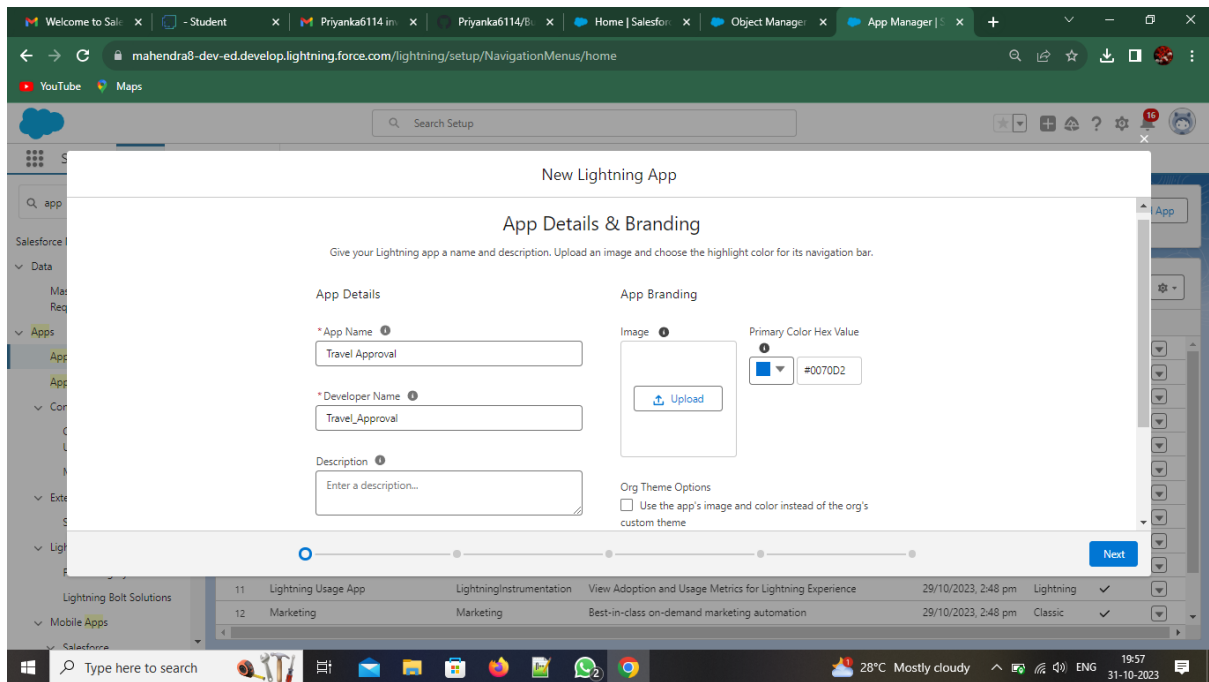 Welcome to Sale
- Student
Priyanka6114 inv
Priyanka6114/Bu
Home | Salesforc
Object Manager
App Manager | S
mahendra8-dev-ed.develop.lightning.force.com/lightning/setup/NavigationMenus/home
YouTube
Maps
Search Setup
16
New Lightning App
app
App Details & Branding
App
Give your Lightning app a name and description. Upload an image and choose the highlight color for its navigation bar.
Salesforce
Data
App Details
App Branding
Apps
*App Name
Image
Primary Color Hex Value
Travel Approval
#0070D2
App
App
*Developer Name
Upload
Travel_Approval
Description
Enter a description...
Org Theme Options
Use the app's image and color instead of the org's
custom theme
Next
11 Lightning Usage App LightningInstrumentation View Adoption and Usage Metrics for Lightning Experience 29/10/2023, 2:48 pm Lightning
Lightning Bolt Solutions
12 Marketing Marketing Best-in-class on-demand marketing automation 29/10/2023, 2:48 pm Classic
Mobile Apps
Salesforce
Type here to search
2
28°C Mostly cloudy
ENG
19:57
31-10-2023